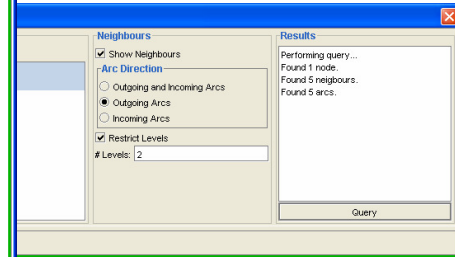 Neighbours
Show Neighbours
Arc Direction
Outgoing and Incoming Arcs
Outgoing Arcs
Incoming Arcs
Restrict Levels
# Levels: 2
Results
Performing query...
Found 1 node.
Found 5 neigbours.
Found 5 arcs.
Query